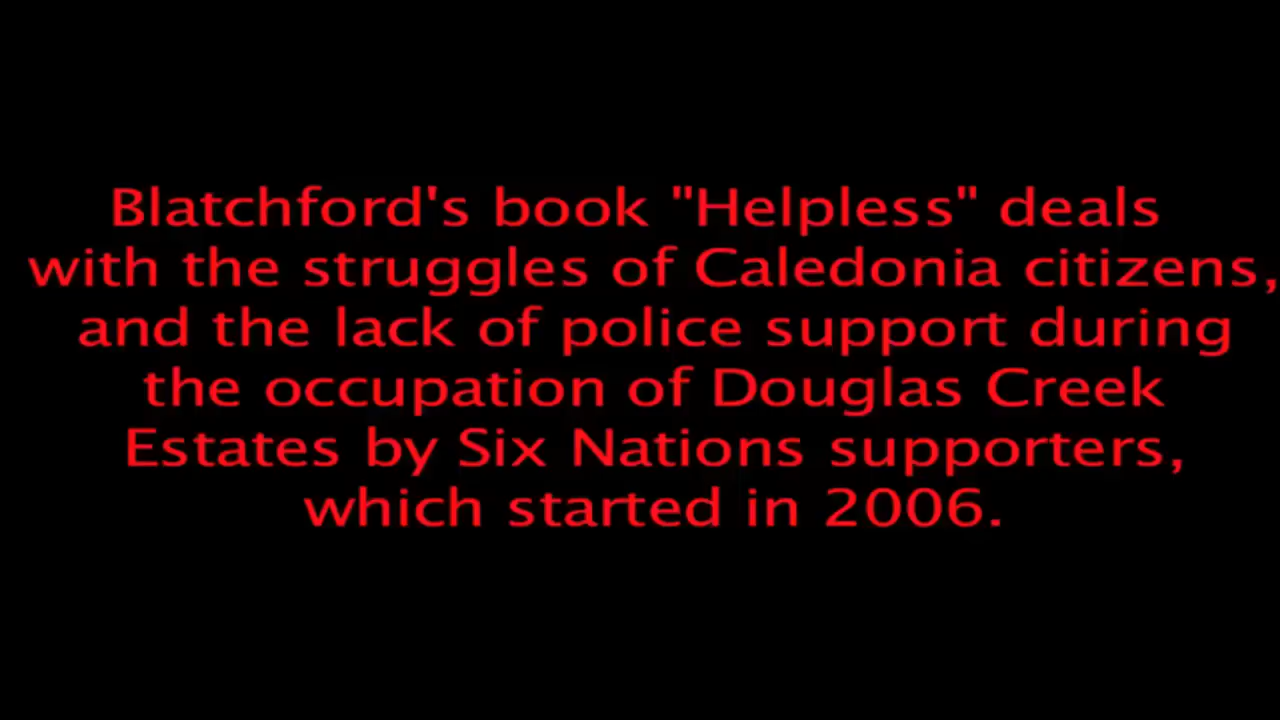 Blatchford's book "Helpless" deals
with the struggles of Caledonia citizens,
and the lack of police support during
the occupation of Douglas Creek
Estates by Six Nations supporters,
which started in 2006.